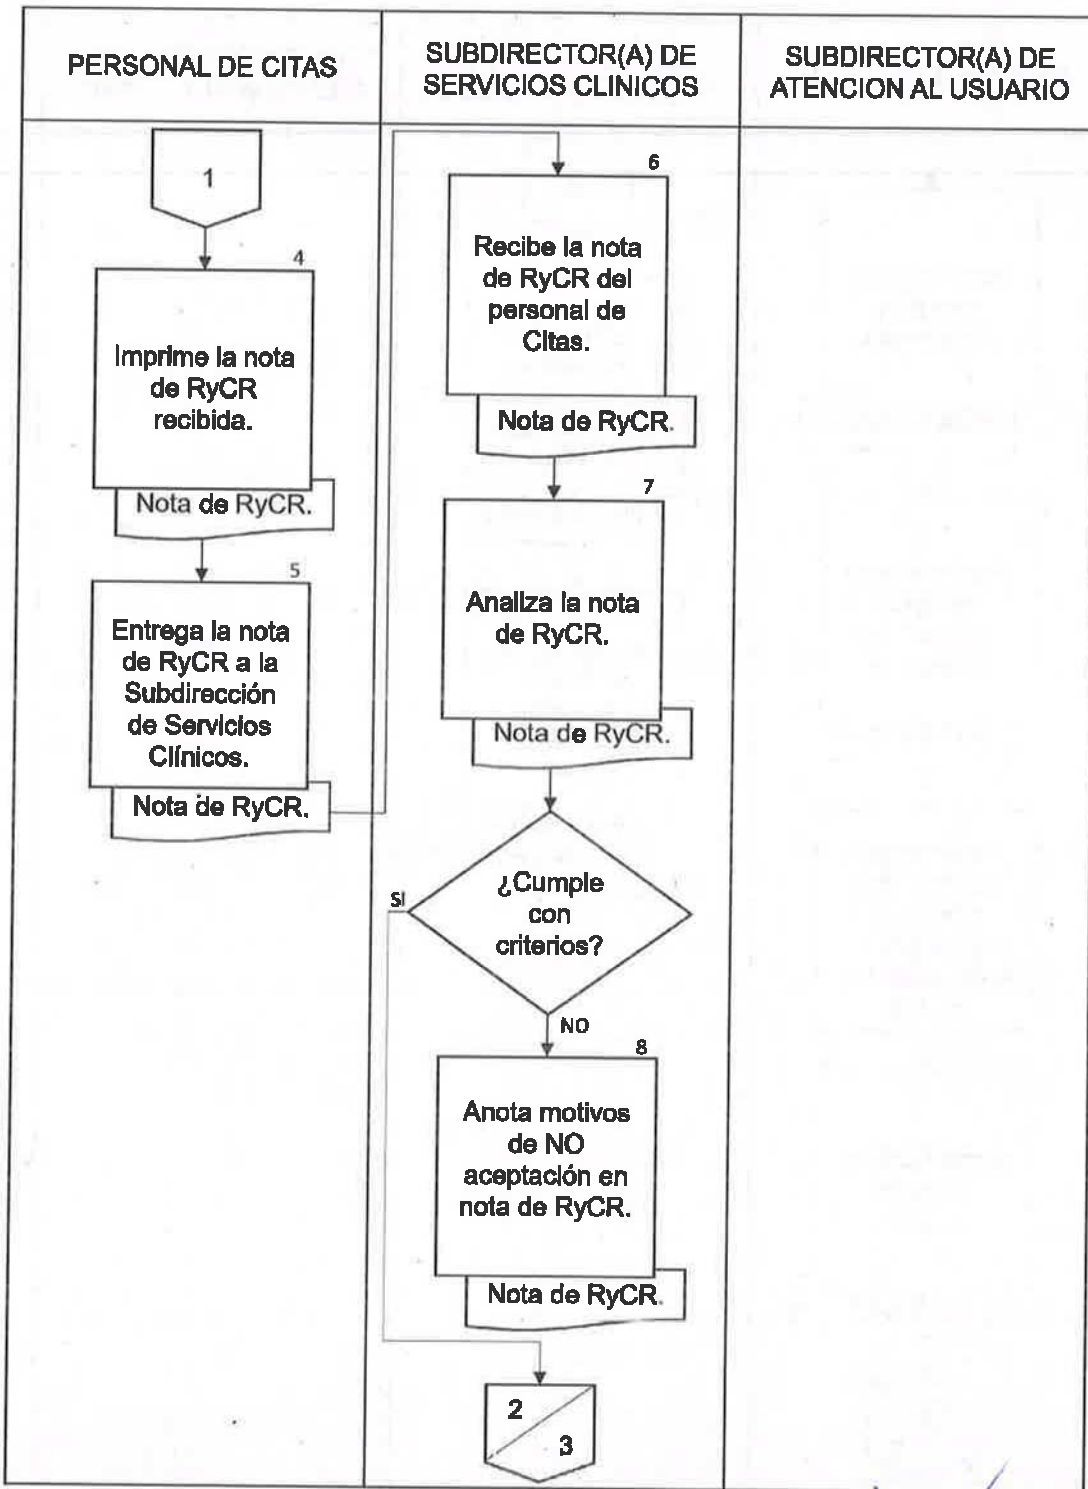 PERSONAL DE CITAS
SUBDIRECTOR(A) DE
SERVICIOS CLINICOS
SUBDIRECTOR(A) DE
ATENCION AL USUARIO
1
4
Imprime la nota
de RyCR
recibida.
Nota de RyCR.
5
Entrega la nota
de RyCR a la
Subdirección
de Servicios
Clínicos.
Nota de RyCR.
6
Recibe la nota
de RyCR del
personal de
Citas.
Nota de RyCR.
7
Analiza la nota
de RyCR.
Nota de RyCR.
¿Cumple
con
criterios?
SI
NO
8
Anota motivos
de NO
aceptación en
nota de RyCR.
Nota de RyCR.
2
3